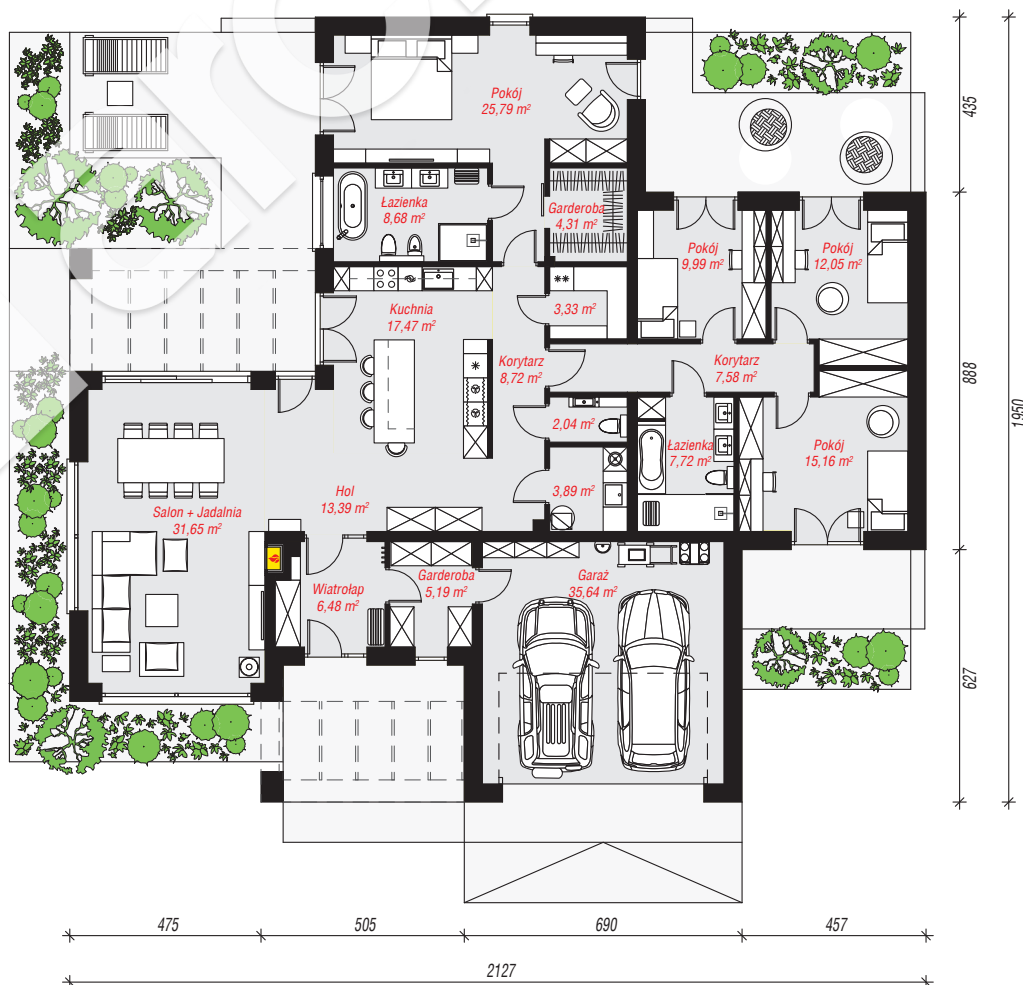 Pokój
25,79 m²
435
Łazienka
8,68 m²
Garderoba
4,31 m²
Pokój
9,99 m²
Pokój
12,05 m²
Kuchnia
17,47 m²
3,33 m²
Korytarz
8,72 m²
Korytarz
7,58 m²
888
1950
2,04 m²
Łazienka
7,72 m²
Pokój
15,16 m²
3,89 m²
Hol
13,39 m²
Salon + Jadalnia
31,65 m²
Wiatrołap
6,48 m²
Garderoba
5,19 m²
Garaż
35,64 m²
627
475
505
690
457
2127